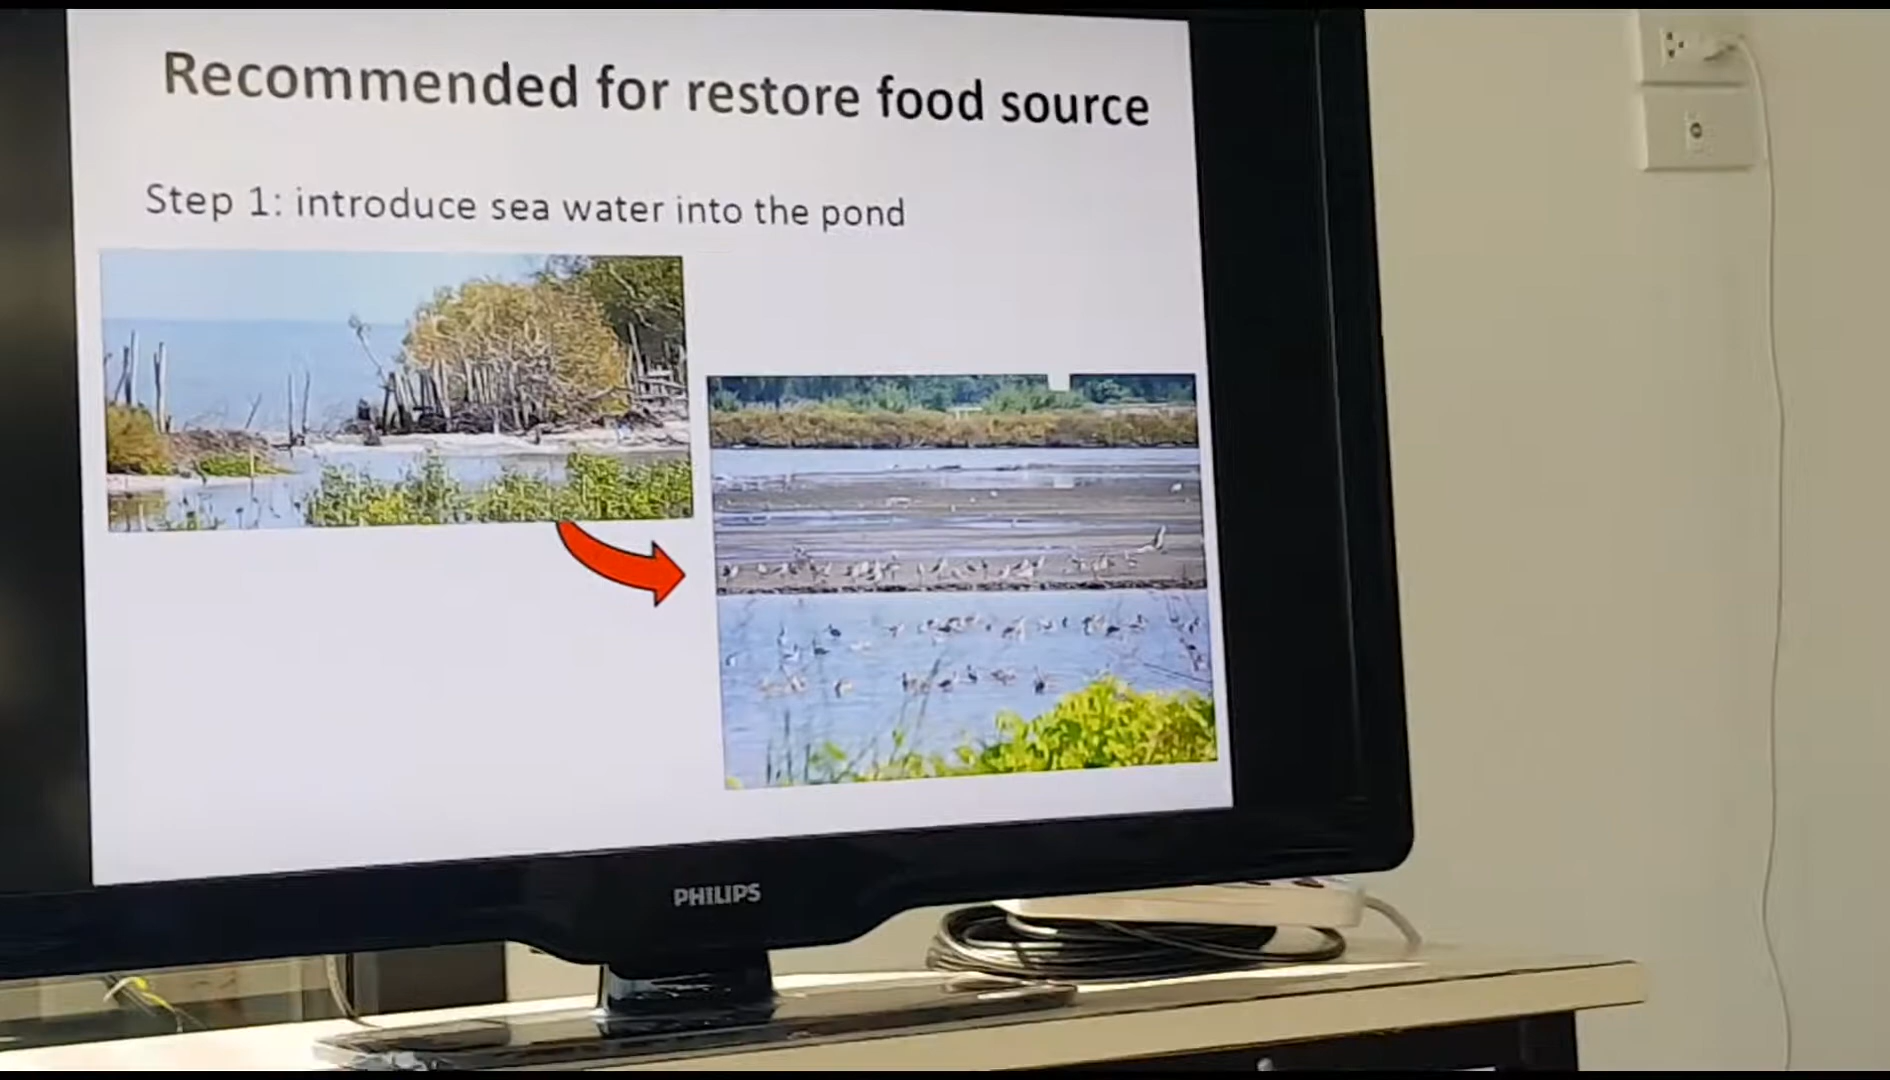 Recommended for restore food source
Step 1: introduce sea water into the pond
PHILIPS